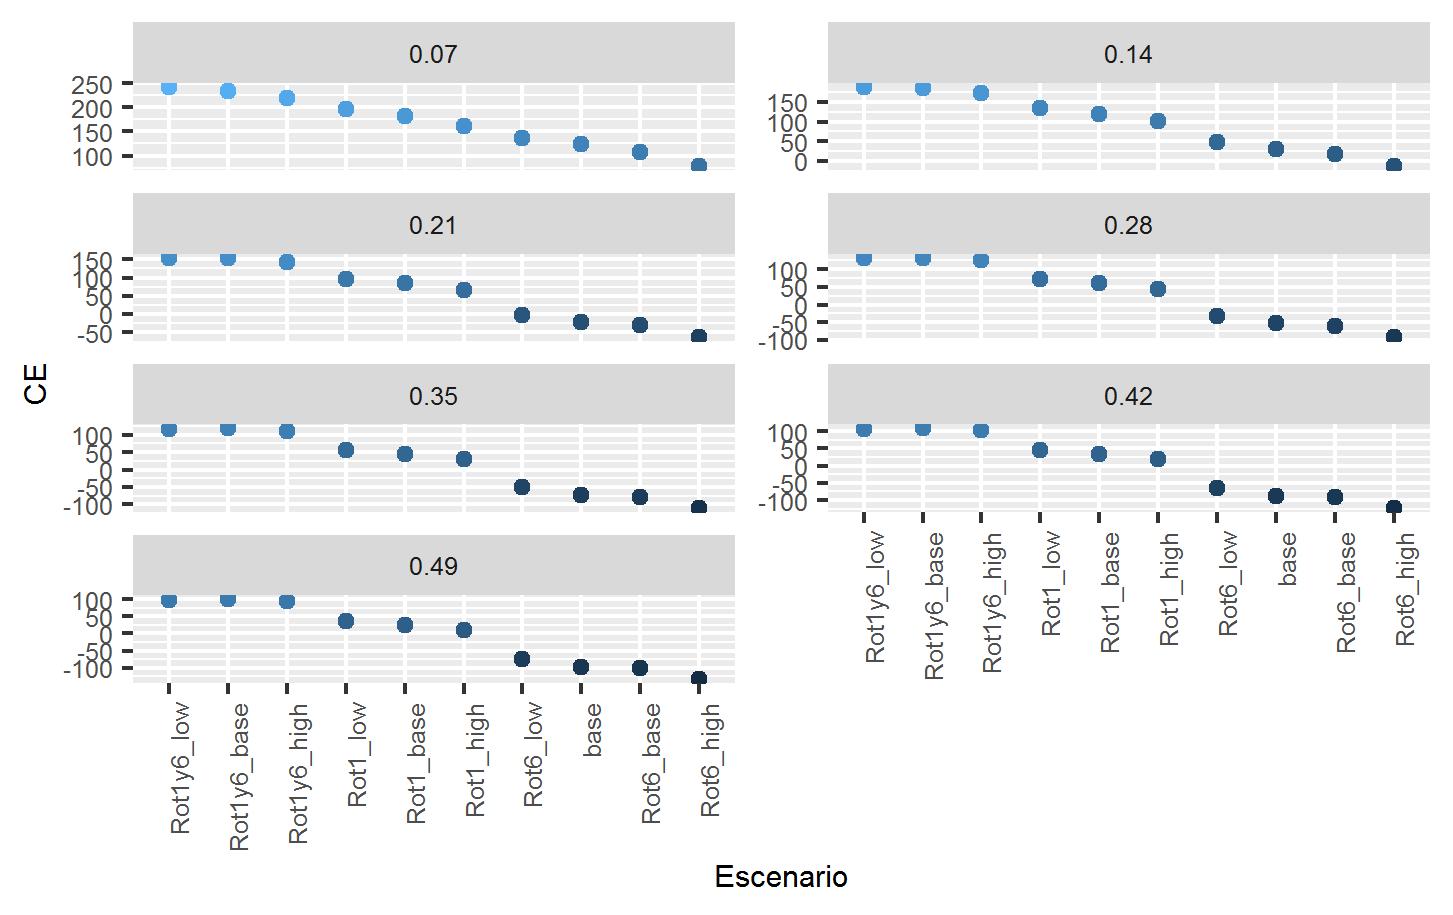 0.07
250
200
150
100
0.14
150
100
50
0
0.21
150
100
50
0
-50
0.28
100
50
0
-50
-100
CE
0.35
100
50
0
-50
-100
0.42
100
50
0
-50
-100
Rot1y6_low
Rot1y6_base
Rot1y6_high
Rot1_low
Rot1_base
Rot1_high
Rot6_low
base
Rot6_base
Rot6_high
0.49
100
50
0
-50
-100
Rot1y6_low
Rot1y6_base
Rot1y6_high
Rot1_low
Rot1_base
Rot1_high
Rot6_low
base
Rot6_base
Rot6_high
Escenario